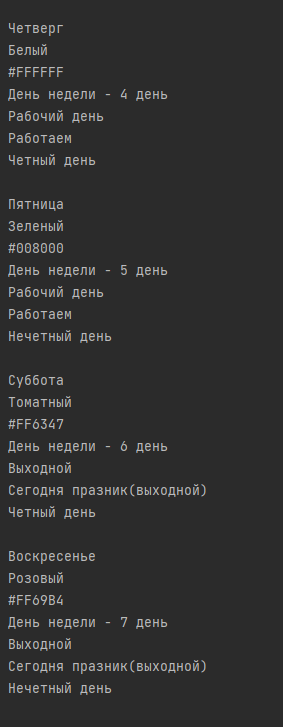 Четверг
Белый
#FFFFFF
День недели - 4 день
Рабочий день
Работаем
Четный день
Пятница
Зеленый
#008000
День недели - 5 день
Рабочий день
Работаем
Нечетный день
Суббота
Томатный
#FF6347
День недели - 6 день
Выходной
Сегодня празник(выходной)
Четный день
Воскресенье
Розовый
#FF69B4
День недели - 7 день
Выходной
Сегодня празник(выходной)
Нечетный день